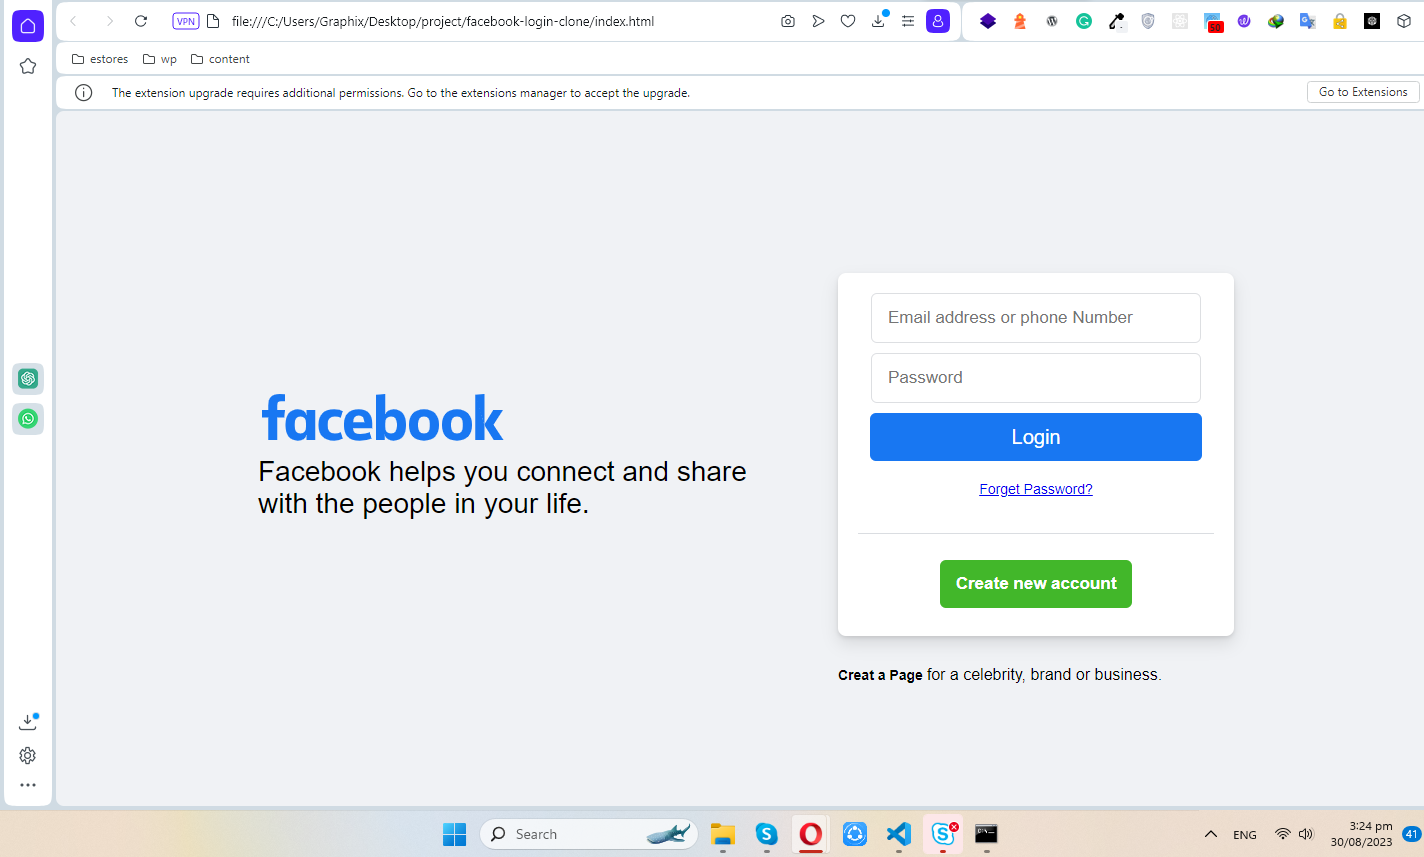 VPN
file:///C:/Users/Graphix/Desktop/project/facebook-login-clone/index.html
estores
wp
content
The extension upgrade requires additional permissions. Go to the extensions manager to accept the upgrade.
Go to Extensions
facebook
Facebook helps you connect and share
with the people in your life.
Email address or phone Number
Password
Login
Forget Password?
Create new account
Creat a Page for a celebrity, brand or business.
Search
ENG
3:24 pm
30/08/2023
41